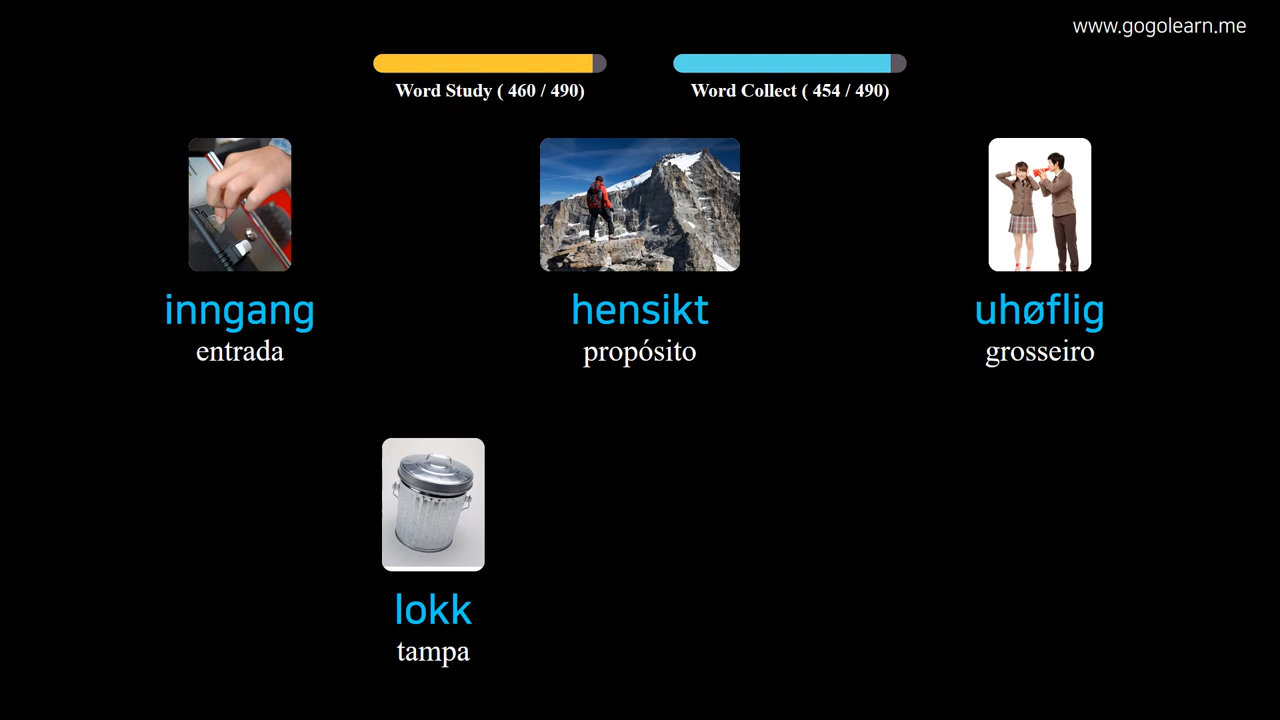 www.gogolearn.me
Word Study ( 460 / 490)
Word Collect ( 454 / 490)
inngang
entrada
hensikt
propósito
uhøflig
grosseiro
lokk
tampa